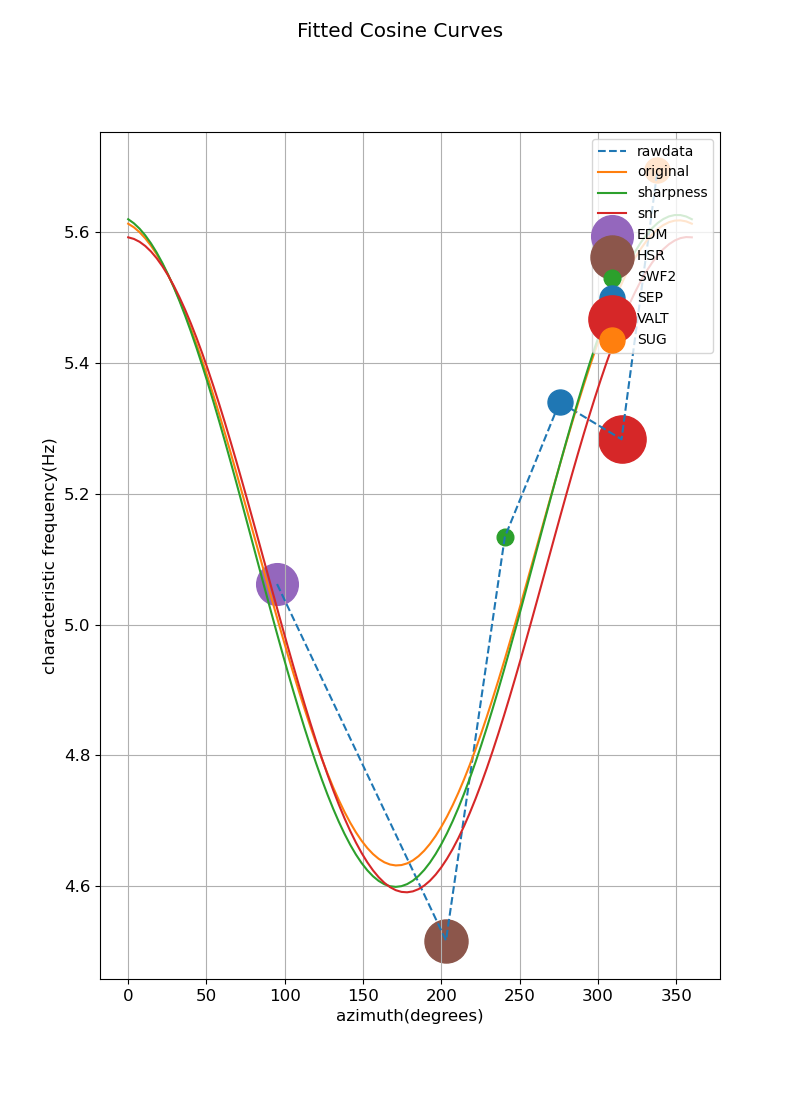 Fitted Cosine Curves
rawdata
original
sharpness
snr
EDM
HSR
SWF2
SEP
VALT
SUG
5.6
5.4
5.2
5.0
4.8
4.6
characteristic frequency(Hz)
0 50 100 150 200 250 300 350
azimuth(degrees)